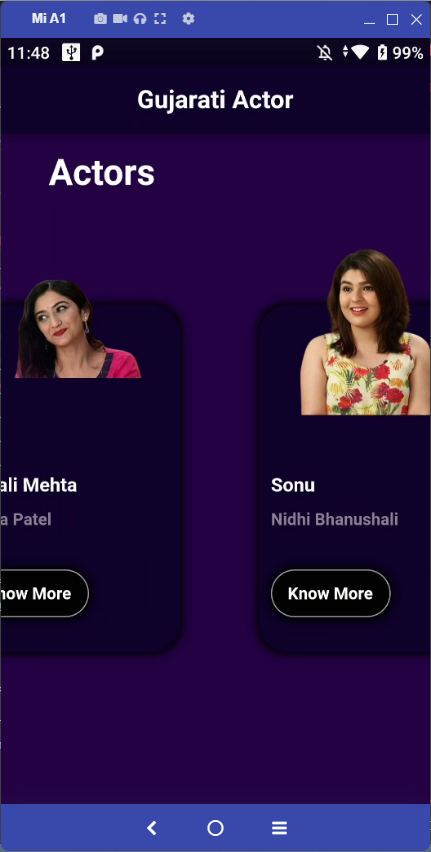 Mi A1
11:48
99%
Gujarati Actor
Actors
ali Mehta
a Patel
now More
Sonu
Nidhi Bhanushali
Know More